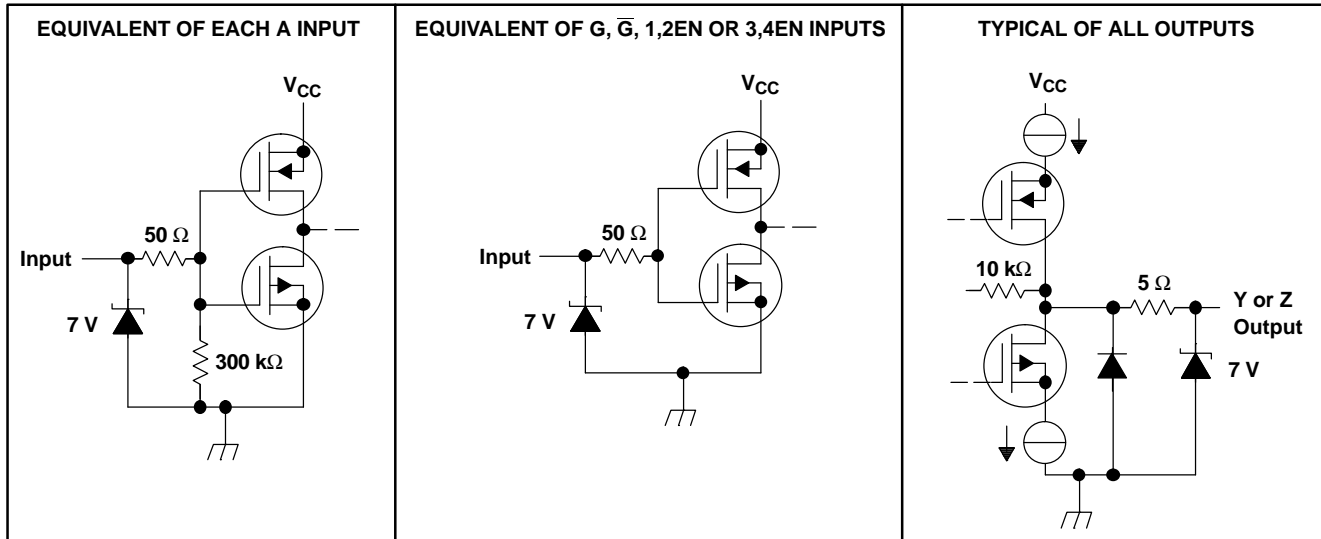 EQUIVALENT OF EACH A INPUT
VCC
50 Ω
Input
7 V
300 kΩ
EQUIVALENT OF G, G̅, 1,2EN OR 3,4EN INPUTS
VCC
50 Ω
Input
7 V
TYPICAL OF ALL OUTPUTS
VCC
10 kΩ
5 Ω
Y or Z
Output
7 V